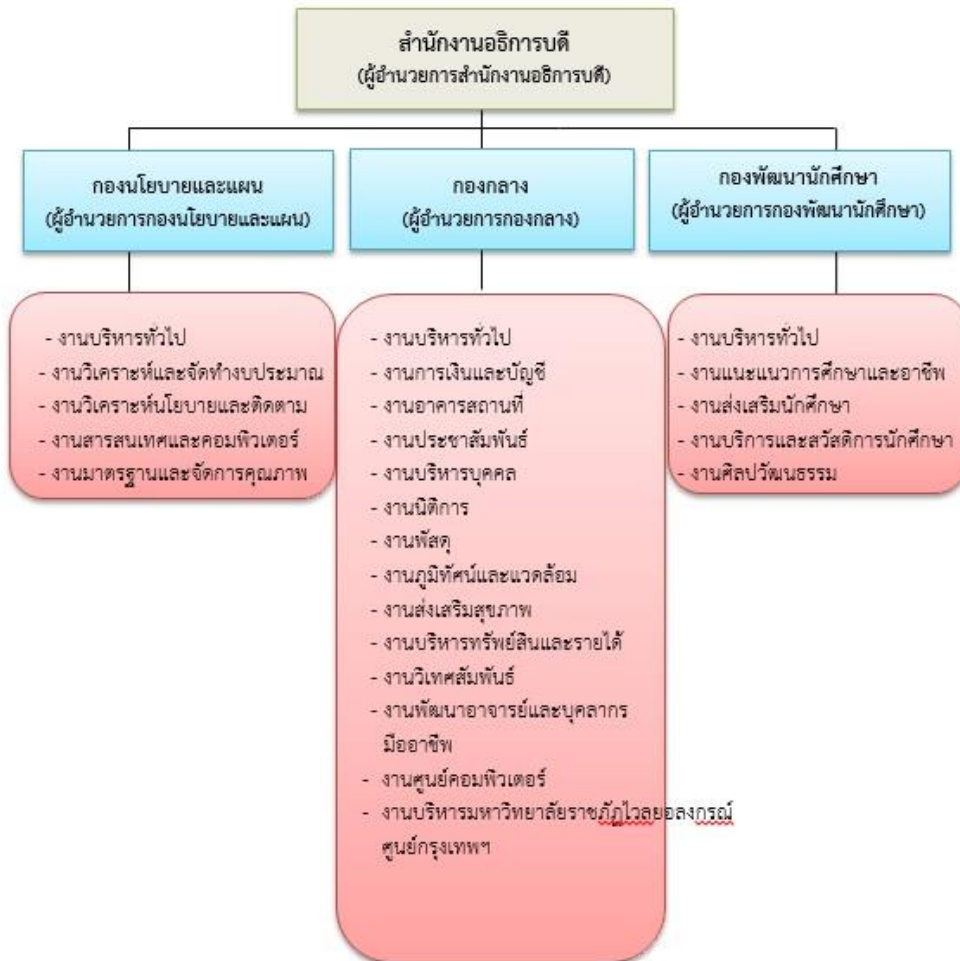 สำนักงานอธิการบดี
(ผู้อำนวยการสำนักงานอธิการบดี)
กองนโยบายและแผน
(ผู้อำนวยการกองนโยบายและแผน)
กองกลาง
(ผู้อำนวยการกองกลาง)
กองพัฒนานักศึกษา
(ผู้อำนวยการกองพัฒนานักศึกษา)
- งานบริหารทั่วไป
- งานวิเคราะห์และจัดทำงบประมาณ
- งานวิเคราะห์นโยบายและติดตาม
- งานสารสนเทศและคอมพิวเตอร์
- งานมาตรฐานและจัดการคุณภาพ
- งานบริหารทั่วไป
- งานการเงินและบัญชี
- งานอาคารสถานที่
- งานประชาสัมพันธ์
- งานบริหารบุคคล
- งานนิติการ
- งานพัสดุ
- งานภูมิทัศน์และแวดล้อม
- งานส่งเสริมสุขภาพ
- งานบริหารทรัพย์สินและรายได้
- งานวิเทศสัมพันธ์
- งานพัฒนาอาจารย์และบุคลากร
มืออาชีพ
- งานศูนย์คอมพิวเตอร์
- งานบริหารมหาวิทยาลัยราชภัฏไวลยอลงกรณ์
ศูนย์กรุงเทพฯ
- งานบริหารทั่วไป
- งานแนะแนวการศึกษาและอาชีพ
- งานส่งเสริมนักศึกษา
- งานบริการและสวัสดิการนักศึกษา
- งานศิลปวัฒนธรรม